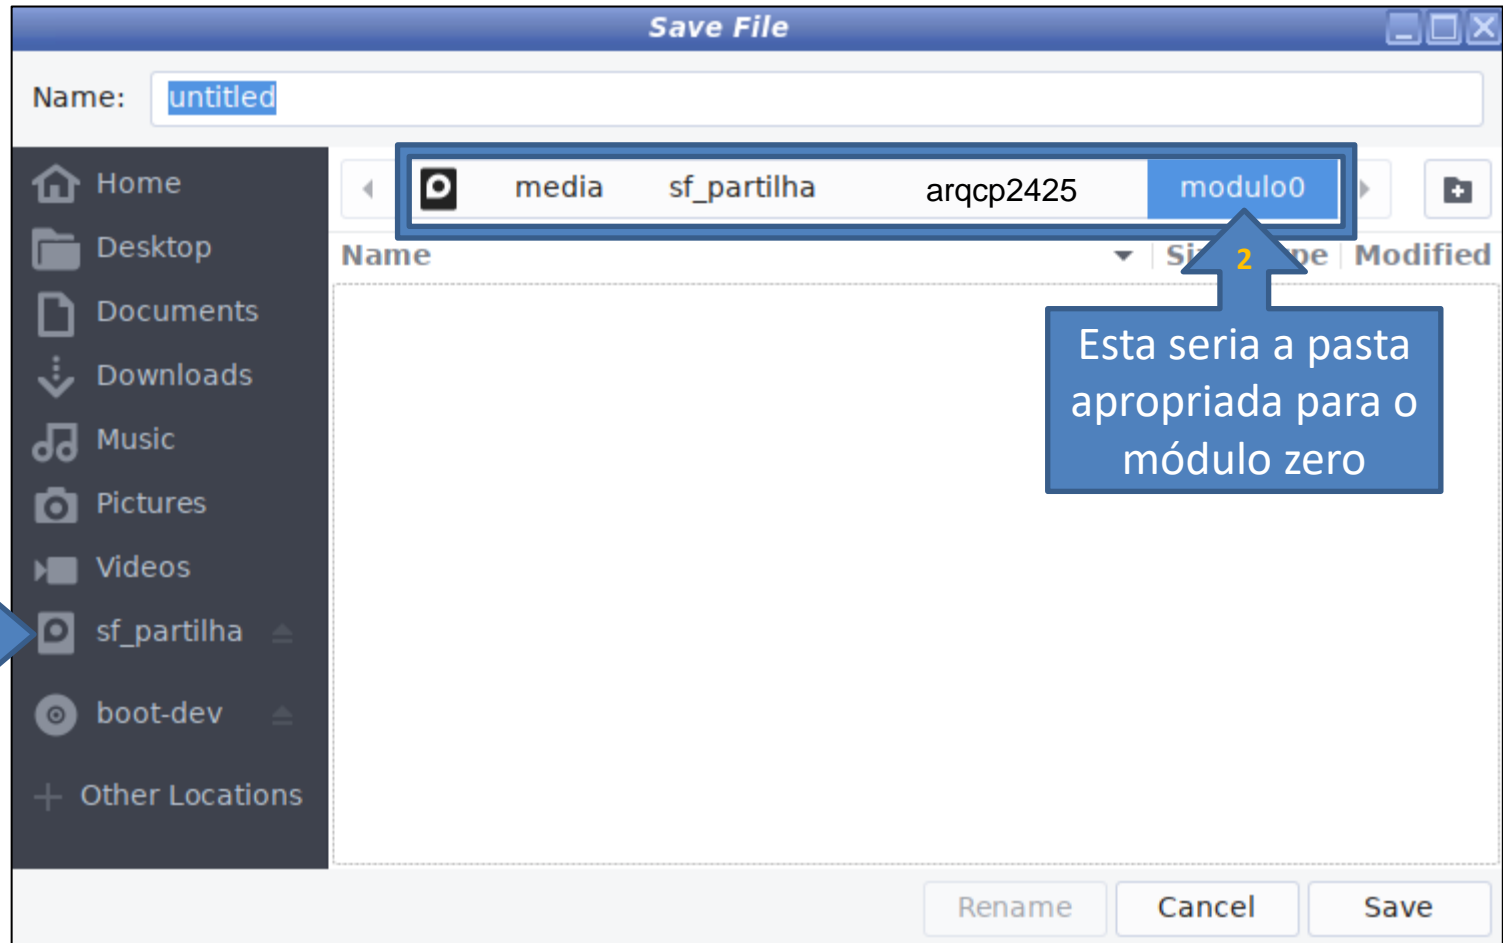 Save File
Name: untitled
Home
Desktop
Documents
Downloads
Music
Pictures
Videos
sf_partilha
boot-dev
Other Locations
media sf_partilha arqcp2425 modulo0
Name Modified
2
Esta seria a pasta
apropriada para o
módulo zero
Rename Cancel Save